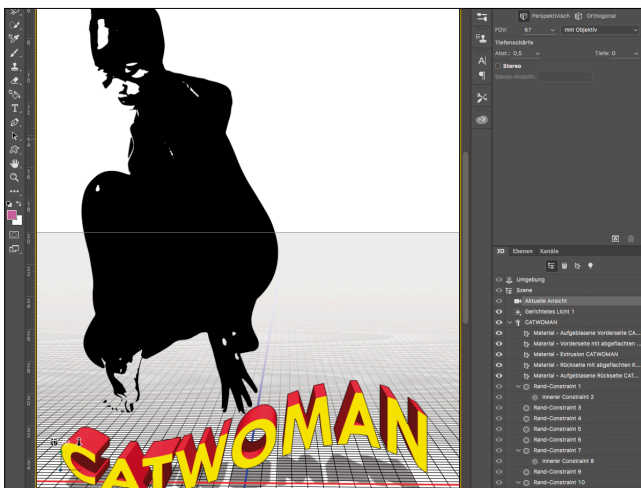 Perspektivisch Orthogonal
FOV: 67 mm Objektiv
Tiefenschärfe
Abst.: 0,5 Tiefe: 0
Stereo
Stereo-Ansicht:
3D Ebenen Kanäle
Umgebung
Szene
Aktuelle Ansicht
Gerichtetes Licht 1
CATWOMAN
Material - Aufgeblasene Vorderseite CA...
Material - Vorderseite mit abgeflachten ...
Material - Extrusion CATWOMAN
Material - Rückseite mit abgeflachten K...
Material - Aufgeblasene Rückseite CAT...
Rand-Constraint 1
Innerer Constraint 2
Rand-Constraint 3
Rand-Constraint 4
Rand-Constraint 5
Rand-Constraint 6
Rand-Constraint 7
Innerer Constraint 8
Rand-Constraint 9
Rand-Constraint 10
CATWOMAN